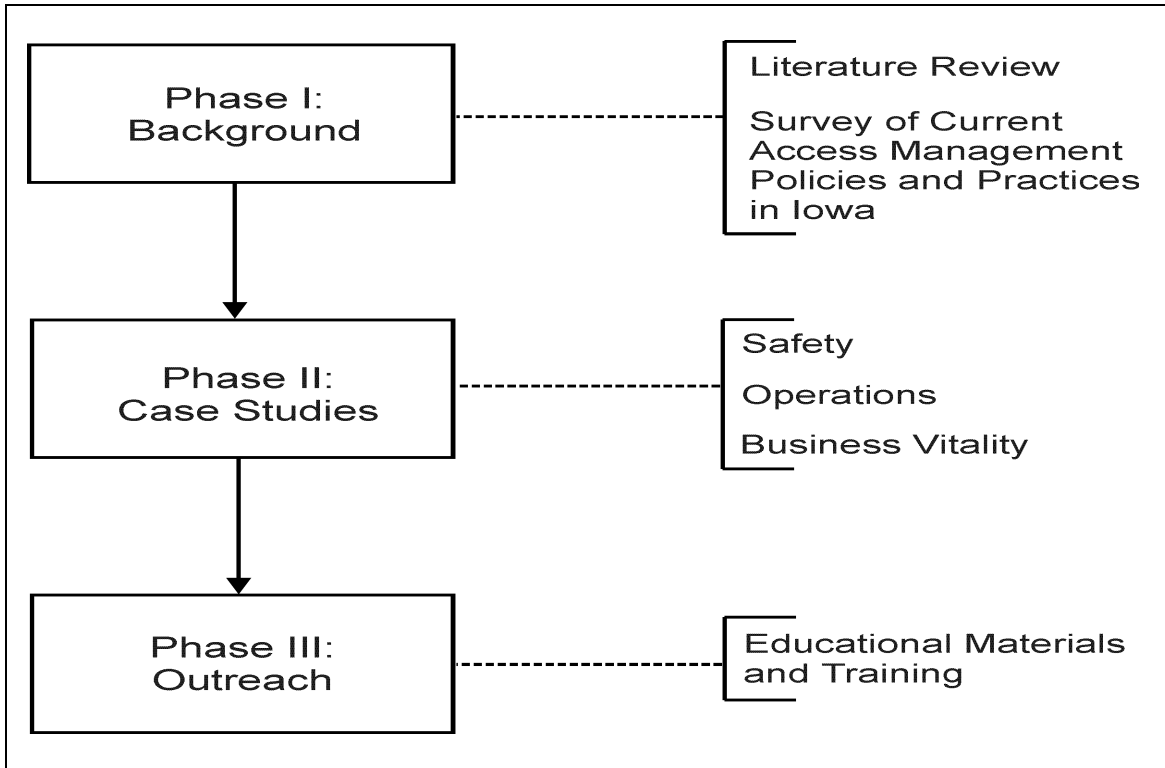 Phase I:
Background
Literature Review
Survey of Current
Access Management
Policies and Practices
in Iowa
Phase II:
Case Studies
Safety
Operations
Business Vitality
Phase III:
Outreach
Educational Materials
and Training